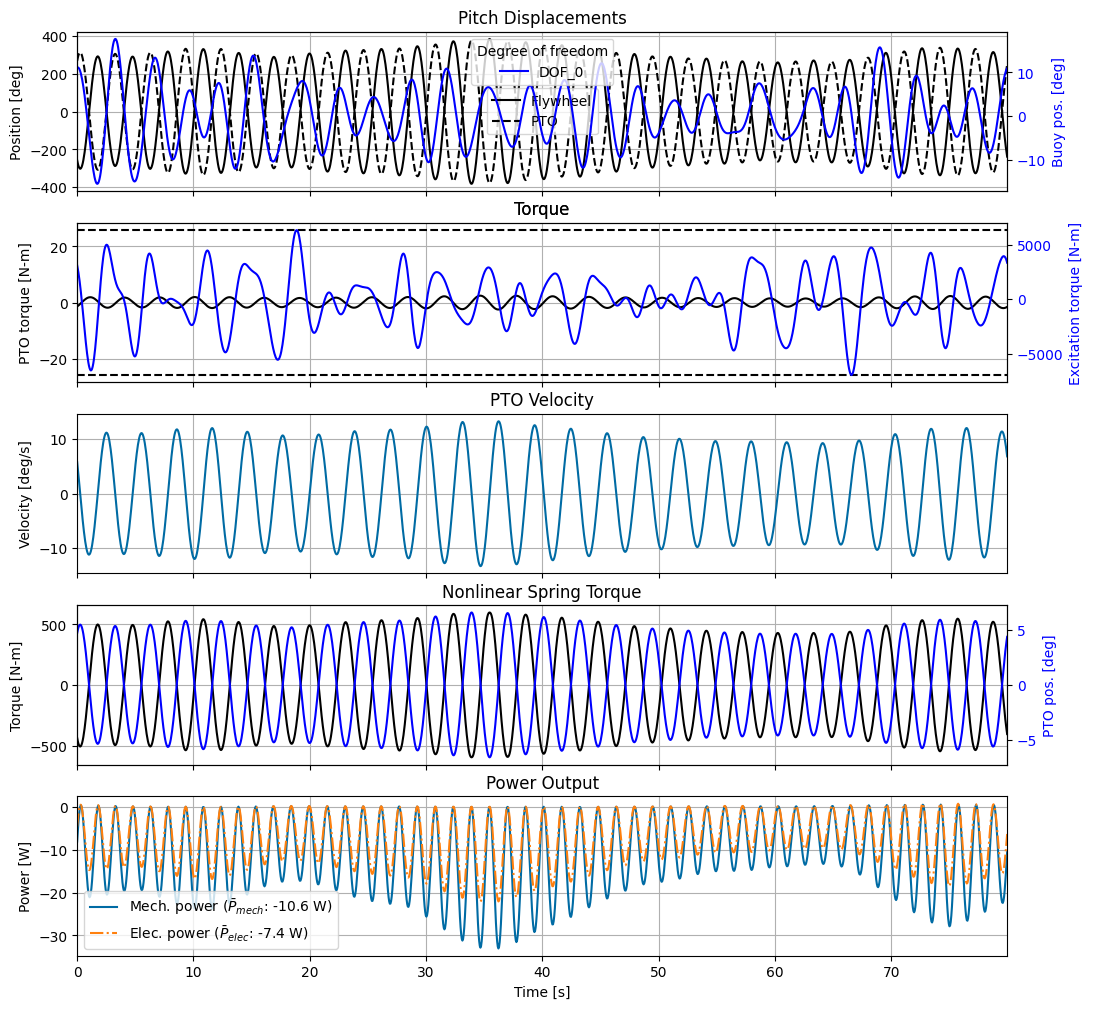 Pitch Displacements
Position [deg]
400
200
0
−200
−400
Degree of freedom
DOF_0
Flywheel
PTO
10
0
−10
Buoy pos. [deg]
Torque
PTO torque [N-m]
20
0
−20
5000
0
−5000
Excitation torque [N-m]
PTO Velocity
Velocity [deg/s]
10
0
−10
Nonlinear Spring Torque
Torque [N-m]
500
0
−500
5
0
−5
PTO pos. [deg]
Power Output
Power [W]
0
−10
−20
−30
Mech. power (P̄mech: -10.6 W)
Elec. power (P̄elec: -7.4 W)
0 10 20 30 40 50 60 70
Time [s]